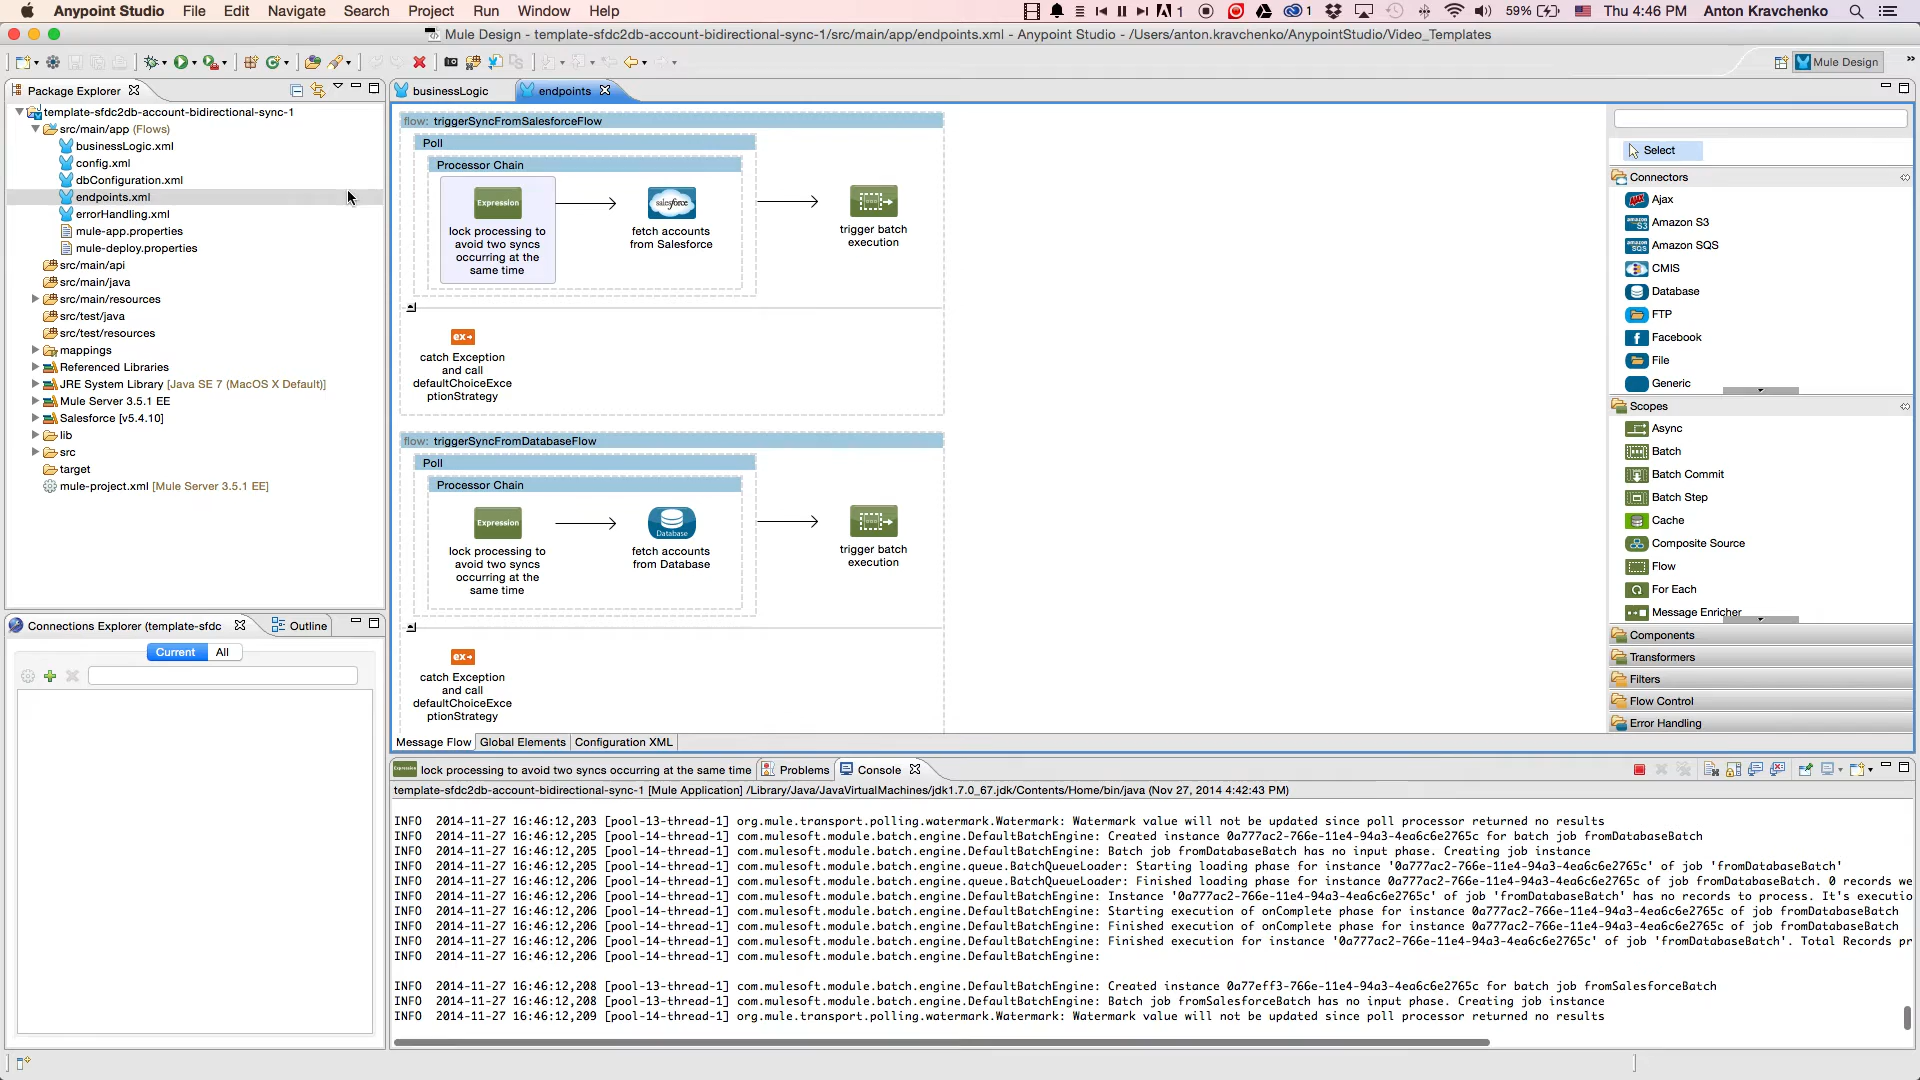 Anypoint Studio File Edit Navigate Search Project Run Window Help 1 1 59% Thu 4:46 PM Anton Kravchenko
Mule Design - template-sfdc2db-account-bidirectional-sync-1/src/main/app/endpoints.xml - Anypoint Studio - /Users/anton.kravchenko/AnypointStudio/Video_Templates
Mule Design
Package Explorer
template-sfdc2db-account-bidirectional-sync-1
src/main/app (Flows)
businessLogic.xml
config.xml
dbConfiguration.xml
endpoints.xml
errorHandling.xml
mule-app.properties
mule-deploy.properties
src/main/api
src/main/java
src/main/resources
src/test/java
src/test/resources
mappings
Referenced Libraries
JRE System Library [Java SE 7 (MacOS X Default)]
Mule Server 3.5.1 EE
Salesforce [v5.4.10]
lib
src
target
mule-project.xml [Mule Server 3.5.1 EE]
Connections Explorer (template-sfdc
Outline
Current All
businessLogic endpoints
flow: triggerSyncFromSalesforceFlow
Poll
Processor Chain
Expression
lock processing to
avoid two syncs
occurring at the
same time
salesforce
fetch accounts
from Salesforce
trigger batch
execution
ex
catch Exception
and call
defaultChoiceExce
ptionStrategy
flow: triggerSyncFromDatabaseFlow
Poll
Processor Chain
Expression
lock processing to
avoid two syncs
occurring at the
same time
Database
fetch accounts
from Database
trigger batch
execution
ex
catch Exception
and call
defaultChoiceExce
ptionStrategy
Message Flow Global Elements Configuration XML
Select
Connectors
Ajax
Amazon S3
Amazon SQS
CMIS
Database
FTP
Facebook
File
Generic
Scopes
Async
Batch
Batch Commit
Batch Step
Cache
Composite Source
Flow
For Each
Message Enricher
Components
Transformers
Filters
Flow Control
Error Handling
lock processing to avoid two syncs occurring at the same time Problems Console
template-sfdc2db-account-bidirectional-sync-1 [Mule Application] /Library/Java/JavaVirtualMachines/jdk1.7.0_67.jdk/Contents/Home/bin/java (Nov 27, 2014 4:42:43 PM)
INFO 2014-11-27 16:46:12,203 [pool-13-thread-1] org.mule.transport.polling.watermark.Watermark: Watermark value will not be updated since poll processor returned no results
INFO 2014-11-27 16:46:12,205 [pool-13-thread-1] com.mulesoft.module.batch.engine.DefaultBatchEngine: Created instance 0a777ac2-766e-11e4-94a3-4ea6c6e2765c for batch job fromDatabaseBatch
INFO 2014-11-27 16:46:12,205 [pool-13-thread-1] com.mulesoft.module.batch.engine.DefaultBatchEngine: Batch job fromDatabaseBatch has no input phase. Creating job instance
INFO 2014-11-27 16:46:12,205 [pool-14-thread-1] com.mulesoft.module.batch.engine.queue.BatchQueueLoader: Starting loading phase for instance '0a777ac2-766e-11e4-94a3-4ea6c6e2765c' of job 'fromDatabaseBatch'
INFO 2014-11-27 16:46:12,206 [pool-14-thread-1] com.mulesoft.module.batch.engine.queue.BatchQueueLoader: Finished loading phase for instance 0a777ac2-766e-11e4-94a3-4ea6c6e2765c of job fromDatabaseBatch. 0 records we
INFO 2014-11-27 16:46:12,206 [pool-14-thread-1] com.mulesoft.module.batch.engine.DefaultBatchEngine: Instance '0a777ac2-766e-11e4-94a3-4ea6c6e2765c' of job 'fromDatabaseBatch' has no records to process. It's executio
INFO 2014-11-27 16:46:12,206 [pool-14-thread-1] com.mulesoft.module.batch.engine.DefaultBatchEngine: Starting execution of onComplete phase for instance 0a777ac2-766e-11e4-94a3-4ea6c6e2765c of job fromDatabaseBatch
INFO 2014-11-27 16:46:12,206 [pool-14-thread-1] com.mulesoft.module.batch.engine.DefaultBatchEngine: Finished execution of onComplete phase for instance 0a777ac2-766e-11e4-94a3-4ea6c6e2765c of job fromDatabaseBatch
INFO 2014-11-27 16:46:12,206 [pool-14-thread-1] com.mulesoft.module.batch.engine.DefaultBatchEngine: Finished execution for instance '0a777ac2-766e-11e4-94a3-4ea6c6e2765c' of job 'fromDatabaseBatch'. Total Records pr
INFO 2014-11-27 16:46:12,206 [pool-14-thread-1] com.mulesoft.module.batch.engine.DefaultBatchEngine:
INFO 2014-11-27 16:46:12,208 [pool-13-thread-1] com.mulesoft.module.batch.engine.DefaultBatchEngine: Created instance 0a77eff3-766e-11e4-94a3-4ea6c6e2765c for batch job fromSalesforceBatch
INFO 2014-11-27 16:46:12,208 [pool-13-thread-1] com.mulesoft.module.batch.engine.DefaultBatchEngine: Batch job fromSalesforceBatch has no input phase. Creating job instance
INFO 2014-11-27 16:46:12,209 [pool-14-thread-1] org.mule.transport.polling.watermark.Watermark: Watermark value will not be updated since poll processor returned no results